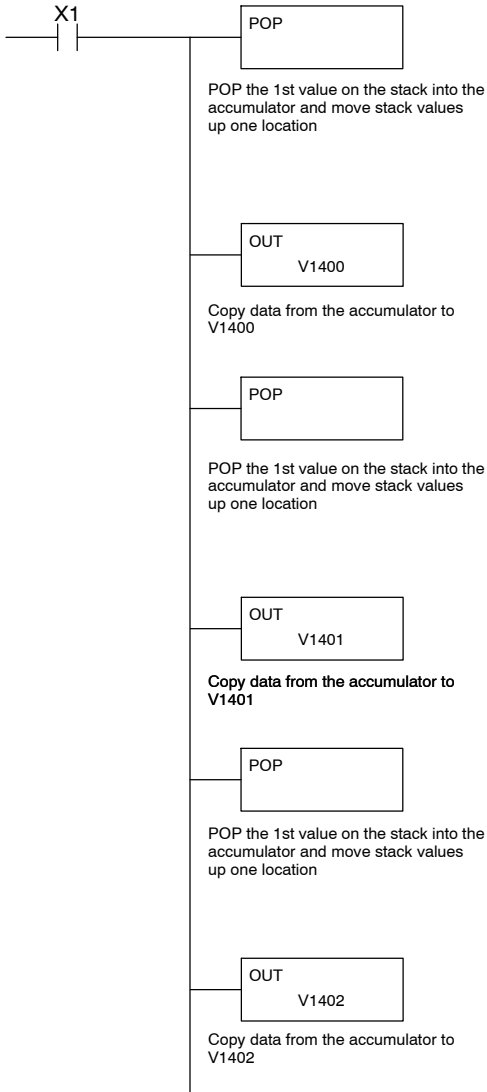 X1
POP
POP the 1st value on the stack into the
accumulator and move stack values
up one location
OUT
V1400
Copy data from the accumulator to
V1400
POP
POP the 1st value on the stack into the
accumulator and move stack values
up one location
OUT
V1401
Copy data from the accumulator to
V1401
POP
POP the 1st value on the stack into the
accumulator and move stack values
up one location
OUT
V1402
Copy data from the accumulator to
V1402